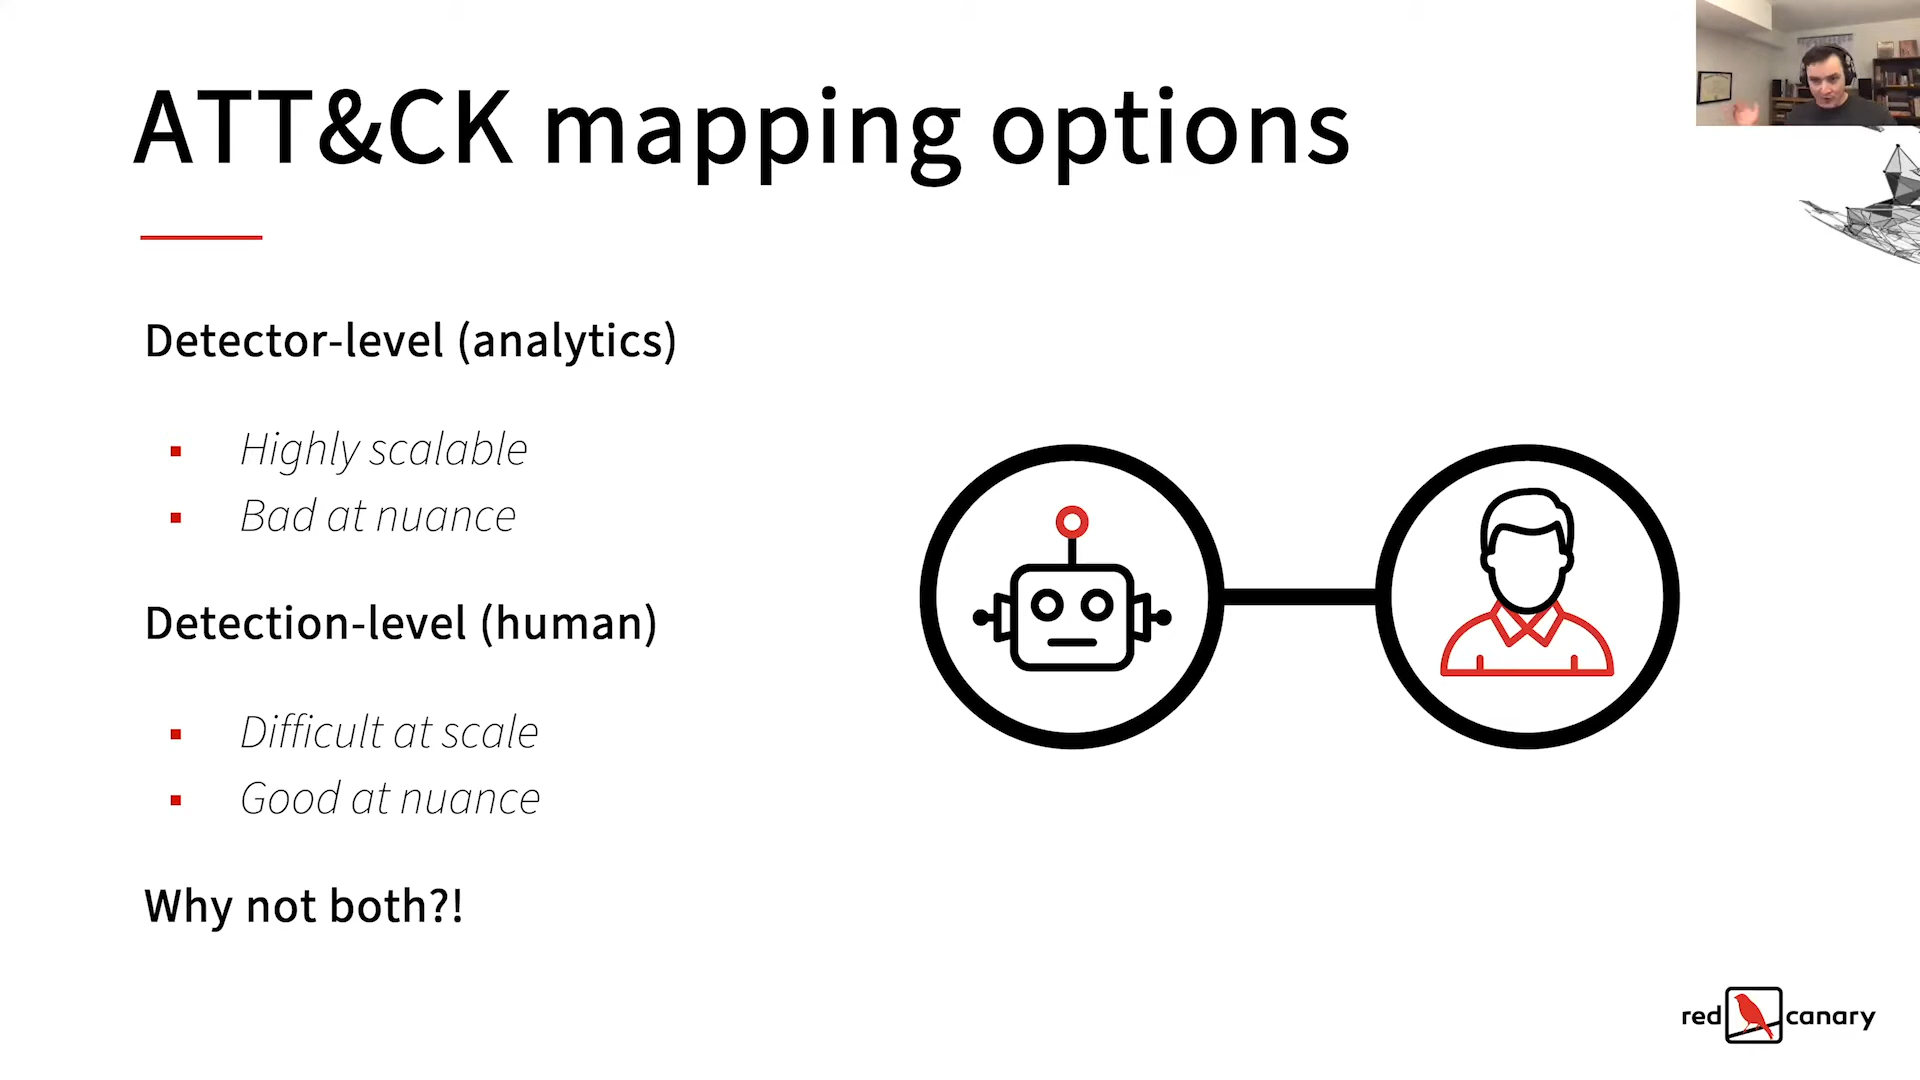 ATT&CK mapping options
Detector-level (analytics)
Highly scalable
Bad at nuance
Detection-level (human)
Difficult at scale
Good at nuance
Why not both?!
red canary